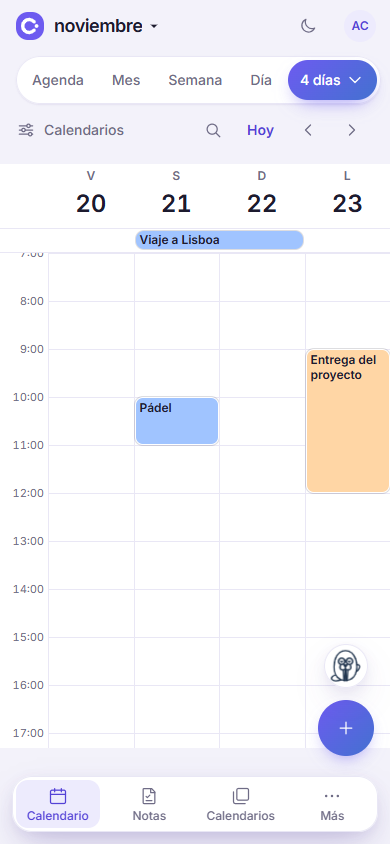 noviembre
AC
Agenda Mes Semana Día 4 días
Calendarios Hoy
V S D L
20 21 22 23
Viaje a Lisboa
7:00
8:00
9:00
Entrega del
proyecto
10:00
Pádel
11:00
12:00
13:00
14:00
15:00
16:00
17:00
Calendario Notas Calendarios Más